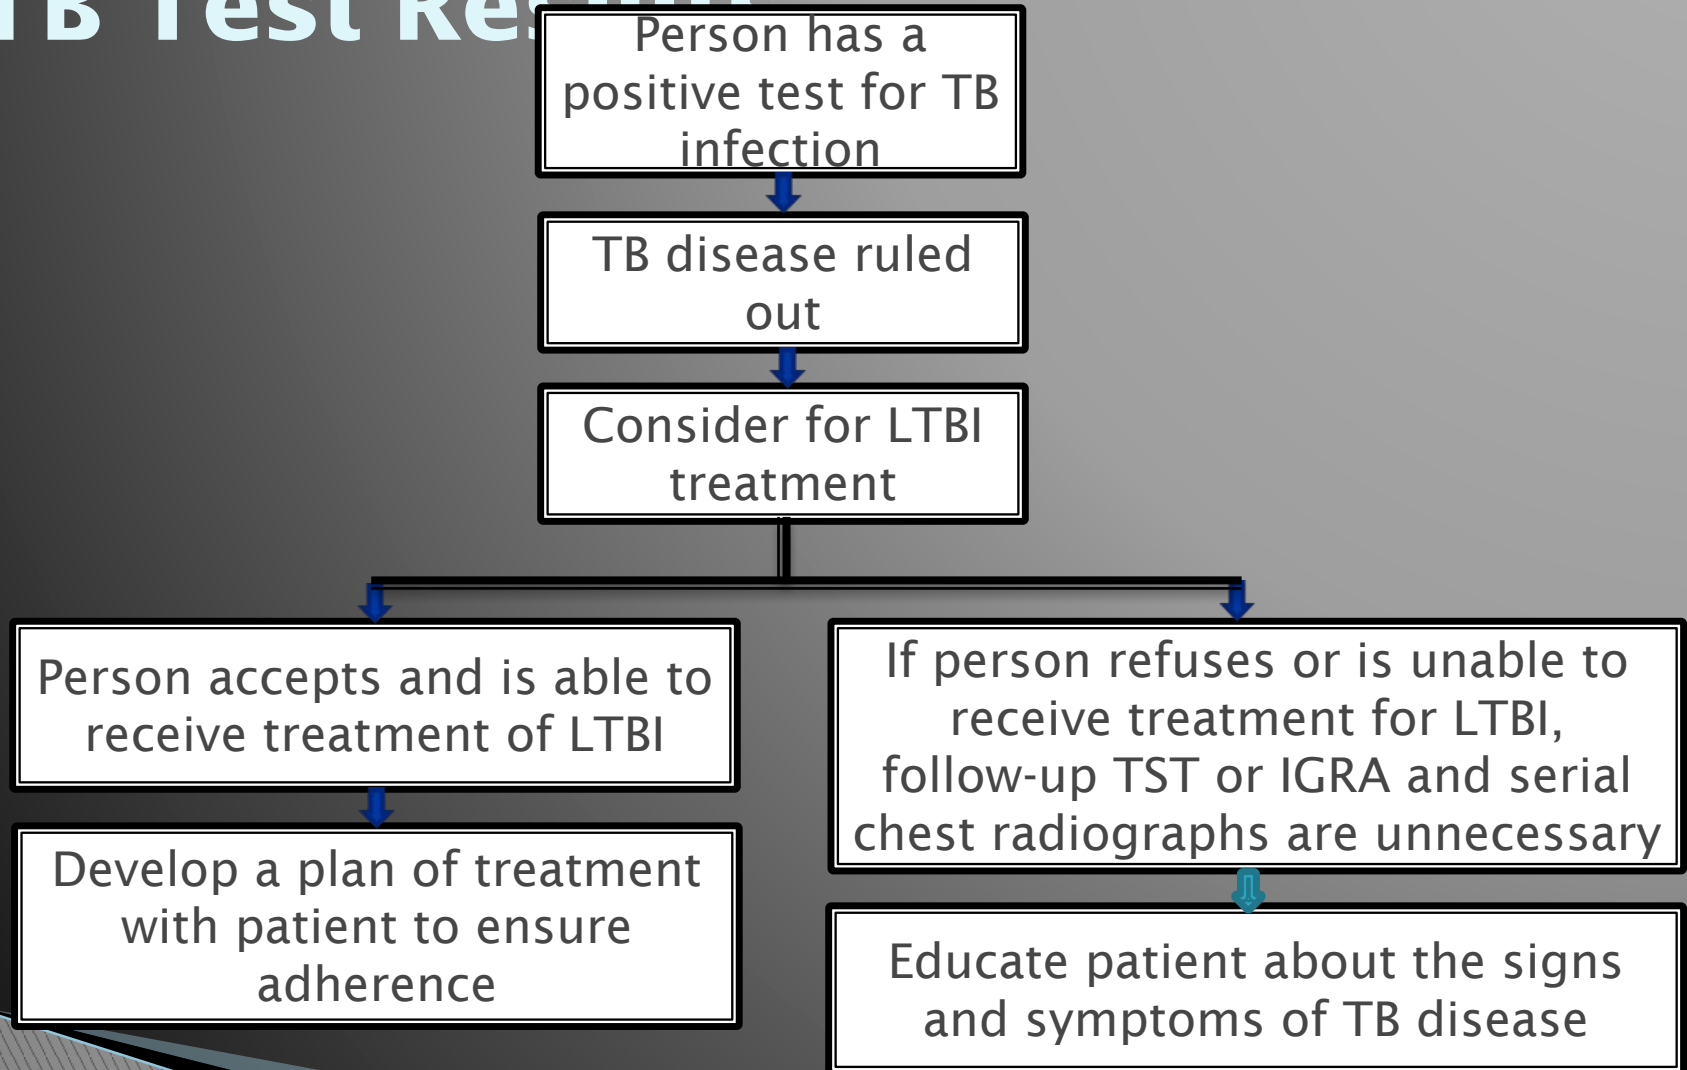 TB Test Res
Person has a
positive test for TB
infection
TB disease ruled
out
Consider for LTBI
treatment
Person accepts and is able to
receive treatment of LTBI
If person refuses or is unable to
receive treatment for LTBI,
follow-up TST or IGRA and serial
chest radiographs are unnecessary
Develop a plan of treatment
with patient to ensure
adherence
Educate patient about the signs
and symptoms of TB disease